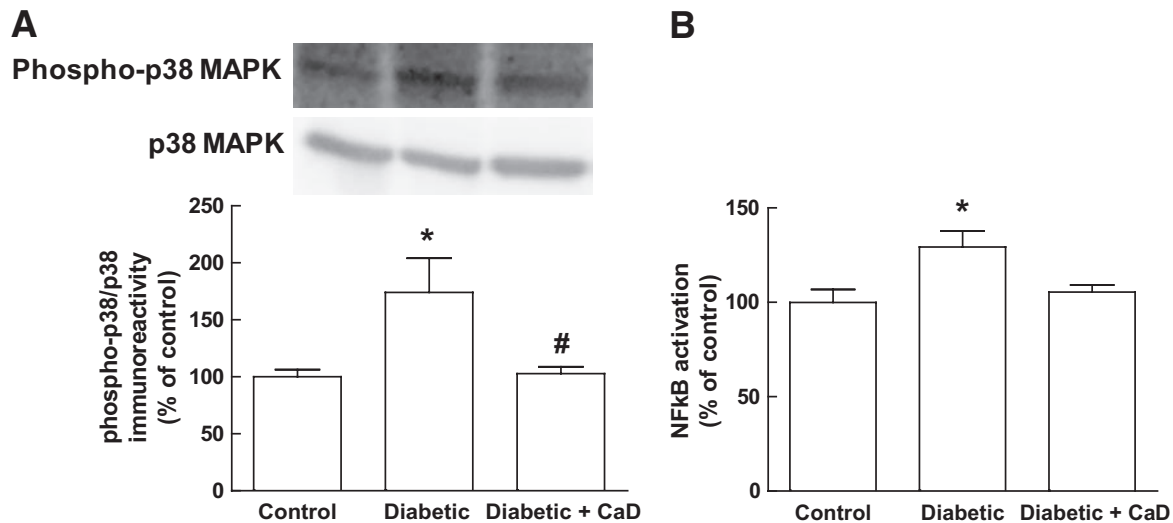 A
Phospho-p38 MAPK
p38 MAPK
phospho-p38/p38
immunoreactivity
(% of control)
250
200
150
100
50
0
*
#
Control
Diabetic
Diabetic + CaD
B
NFkB activation
(% of control)
150
100
50
0
*
Control
Diabetic
Diabetic + CaD